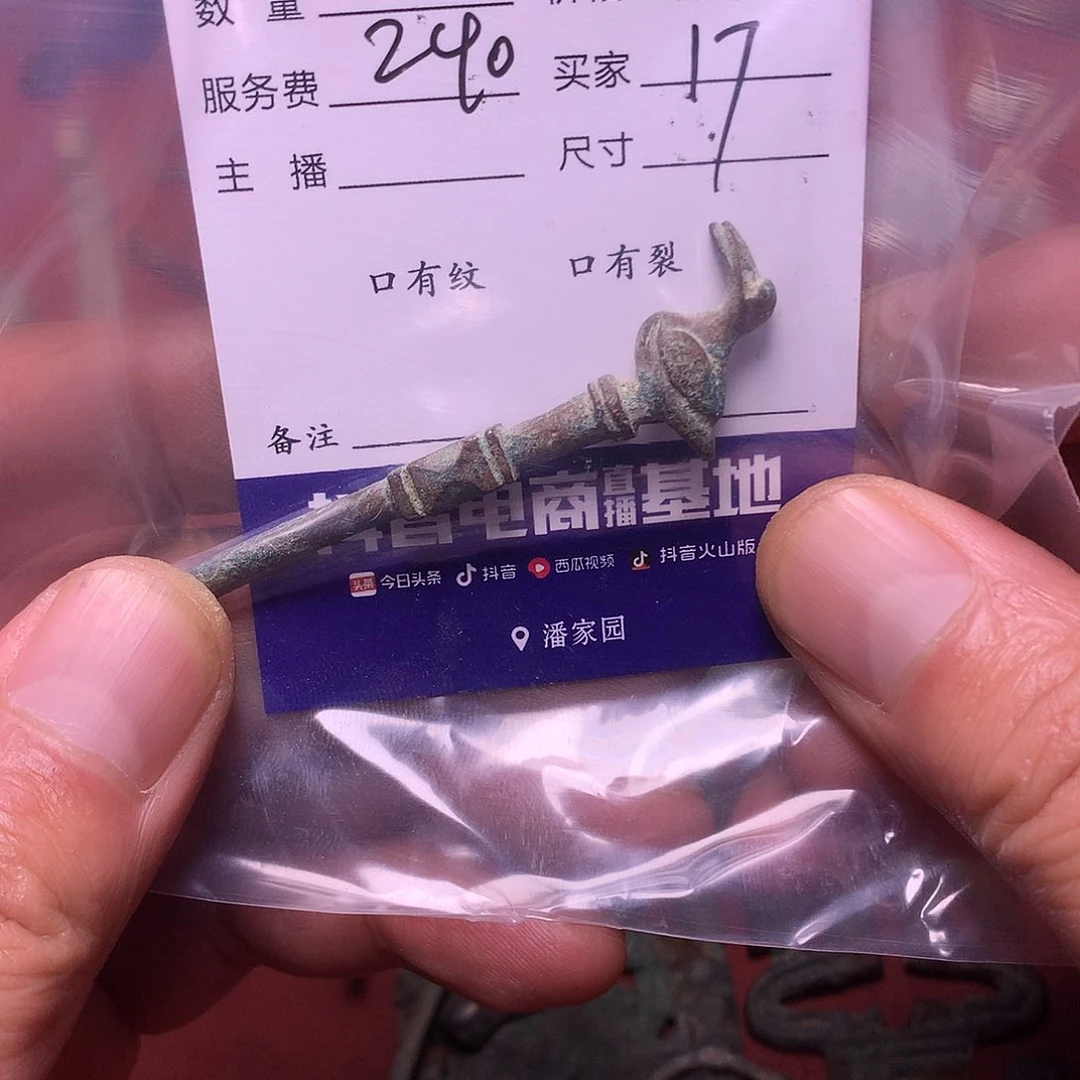 数 量
服务费 240 买家 17
主 播 尺寸
口有纹 口有裂
备注
抖音电商直播基地
今日头条 抖音 西瓜视频 抖音火山版
潘家园